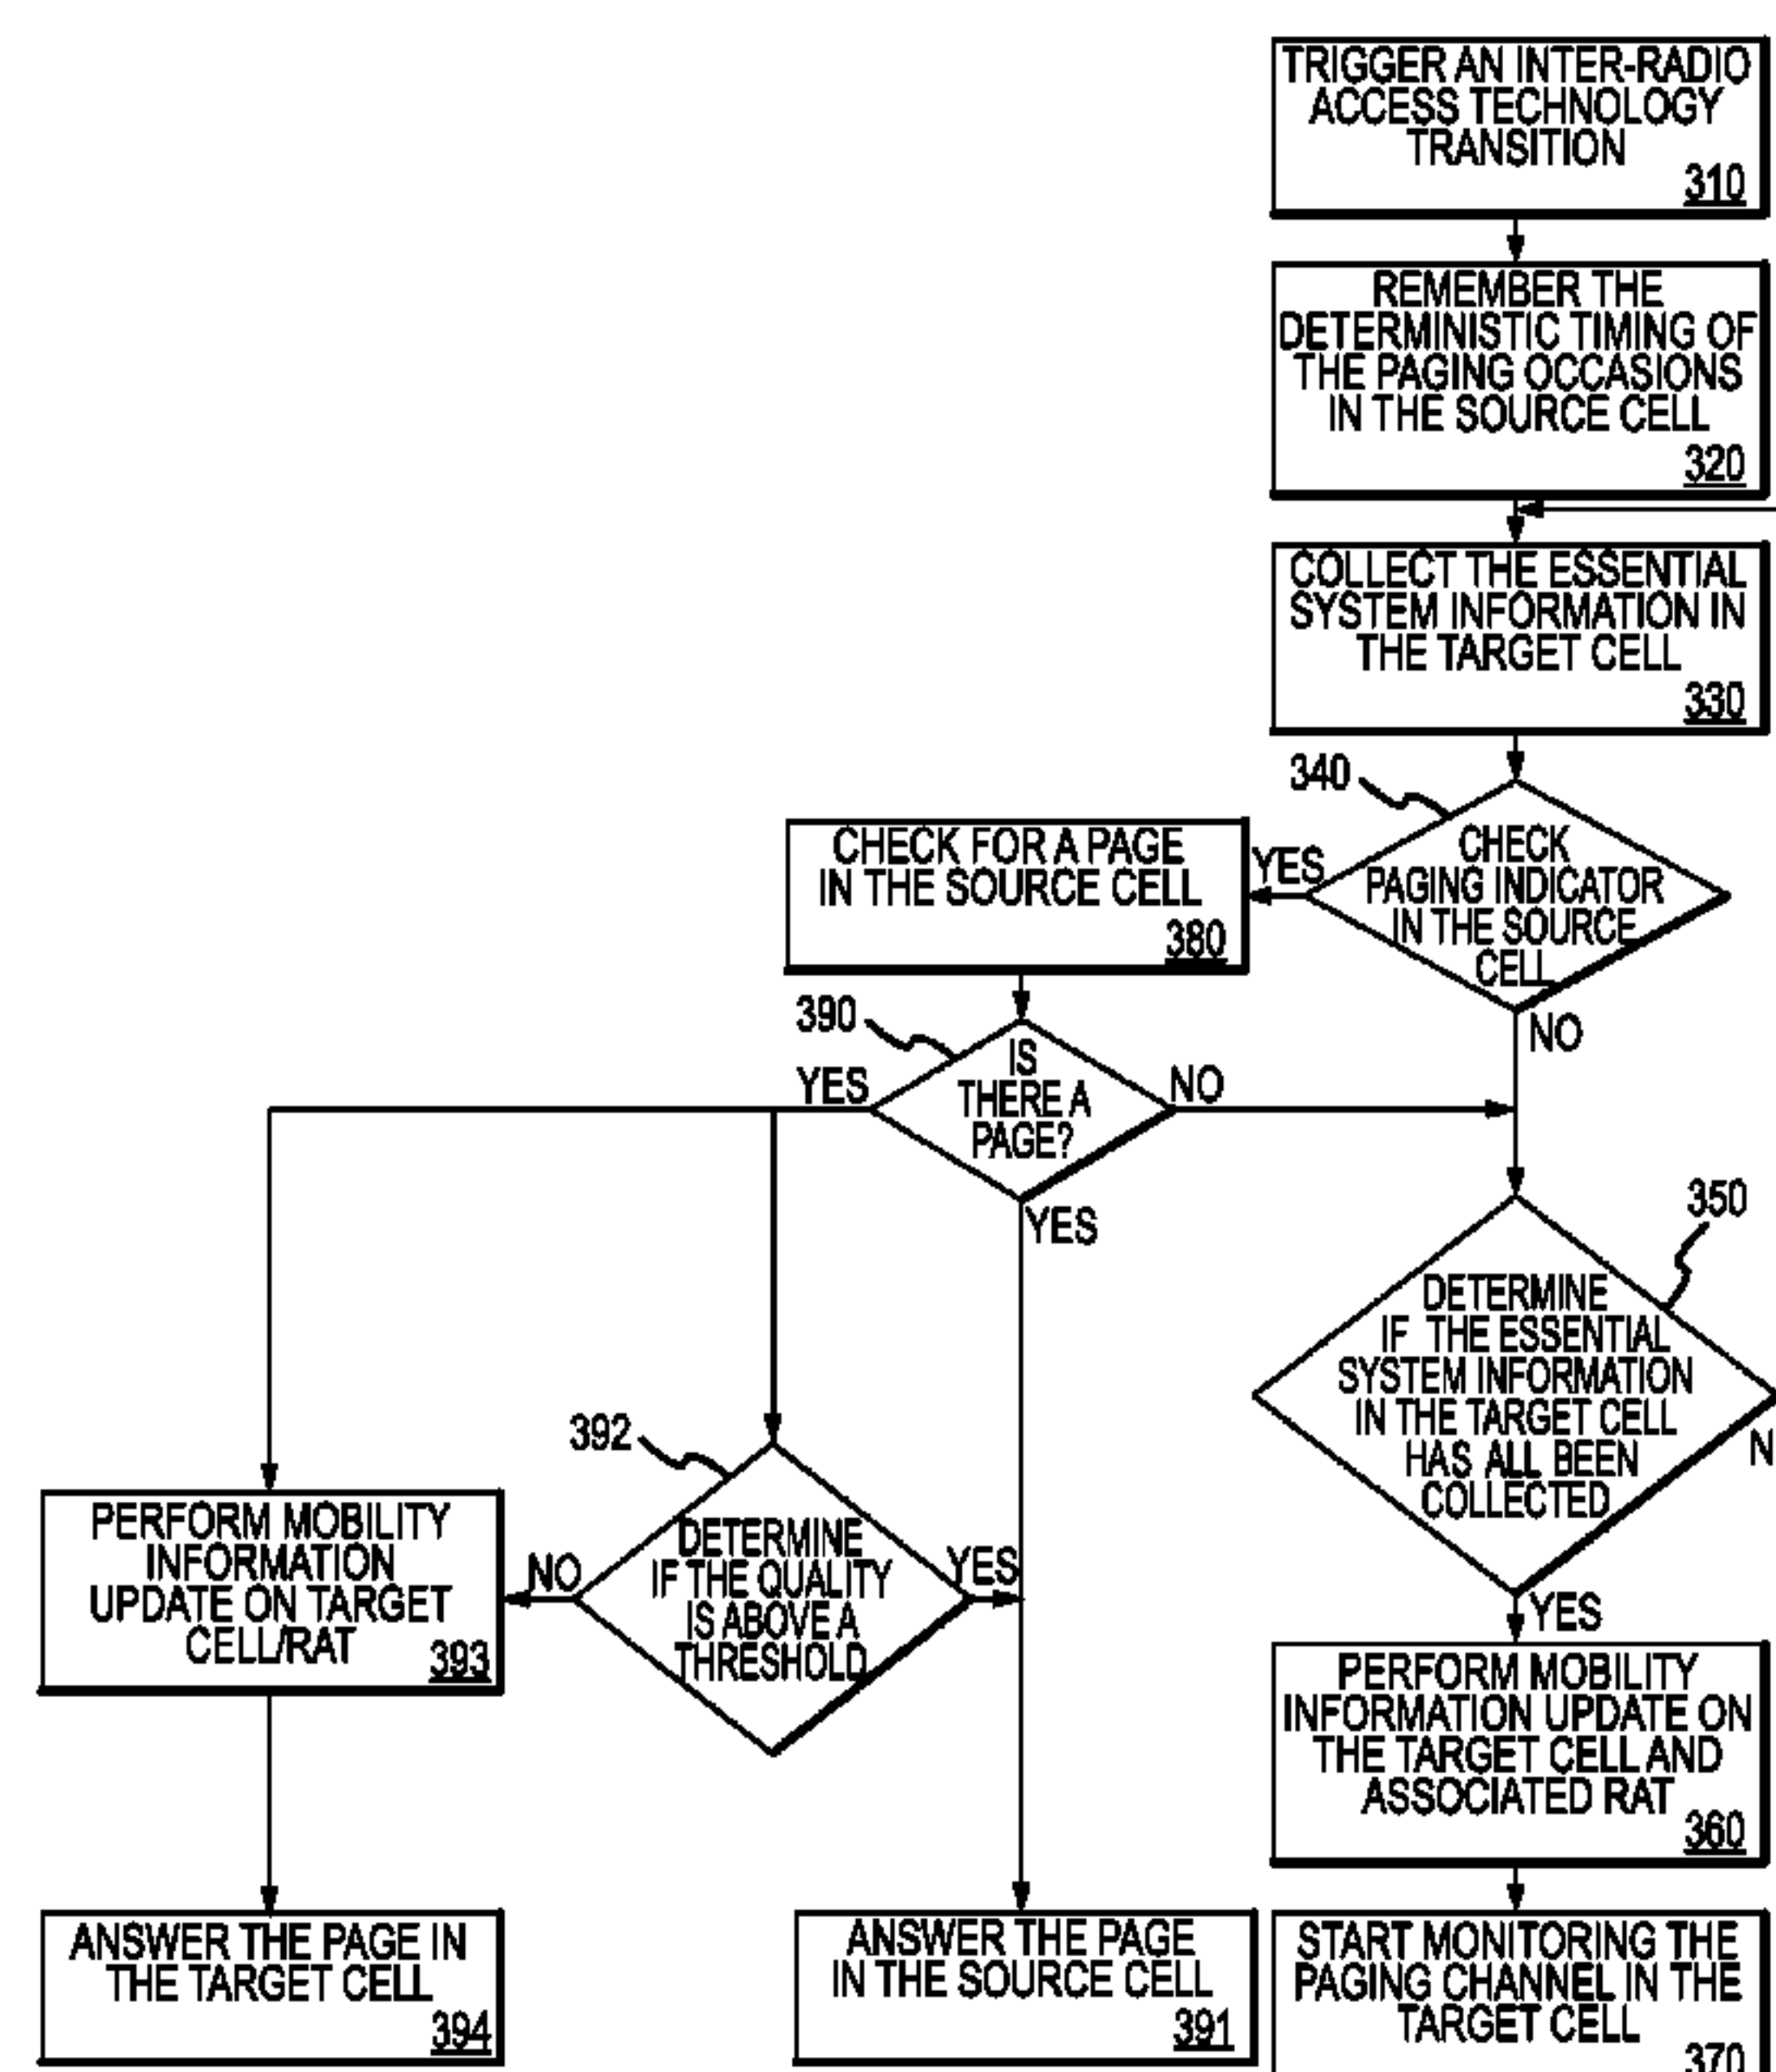 TRIGGER AN INTER-RADIO
ACCESS TECHNOLOGY
TRANSITION
310
REMEMBER THE
DETERMINISTIC TIMING OF
THE PAGING OCCASIONS
IN THE SOURCE CELL
320
COLLECT THE ESSENTIAL
SYSTEM INFORMATION IN
THE TARGET CELL
330
340
CHECK
PAGING INDICATOR
IN THE SOURCE
CELL
YES
NO
CHECK FOR A PAGE
IN THE SOURCE CELL
380
390
IS
THERE A
PAGE?
YES
NO
YES
350
DETERMINE
IF THE ESSENTIAL
SYSTEM INFORMATION
IN THE TARGET CELL
HAS ALL BEEN
COLLECTED
N
YES
392
DETERMINE
IF THE QUALITY
IS ABOVE A
THRESHOLD
NO
YES
PERFORM MOBILITY
INFORMATION
UPDATE ON TARGET
CELL/RAT
393
PERFORM MOBILITY
INFORMATION UPDATE ON
THE TARGET CELL AND
ASSOCIATED RAT
360
ANSWER THE PAGE IN
THE TARGET CELL
394
ANSWER THE PAGE
IN THE SOURCE CELL
391
START MONITORING THE
PAGING CHANNEL IN THE
TARGET CELL
370